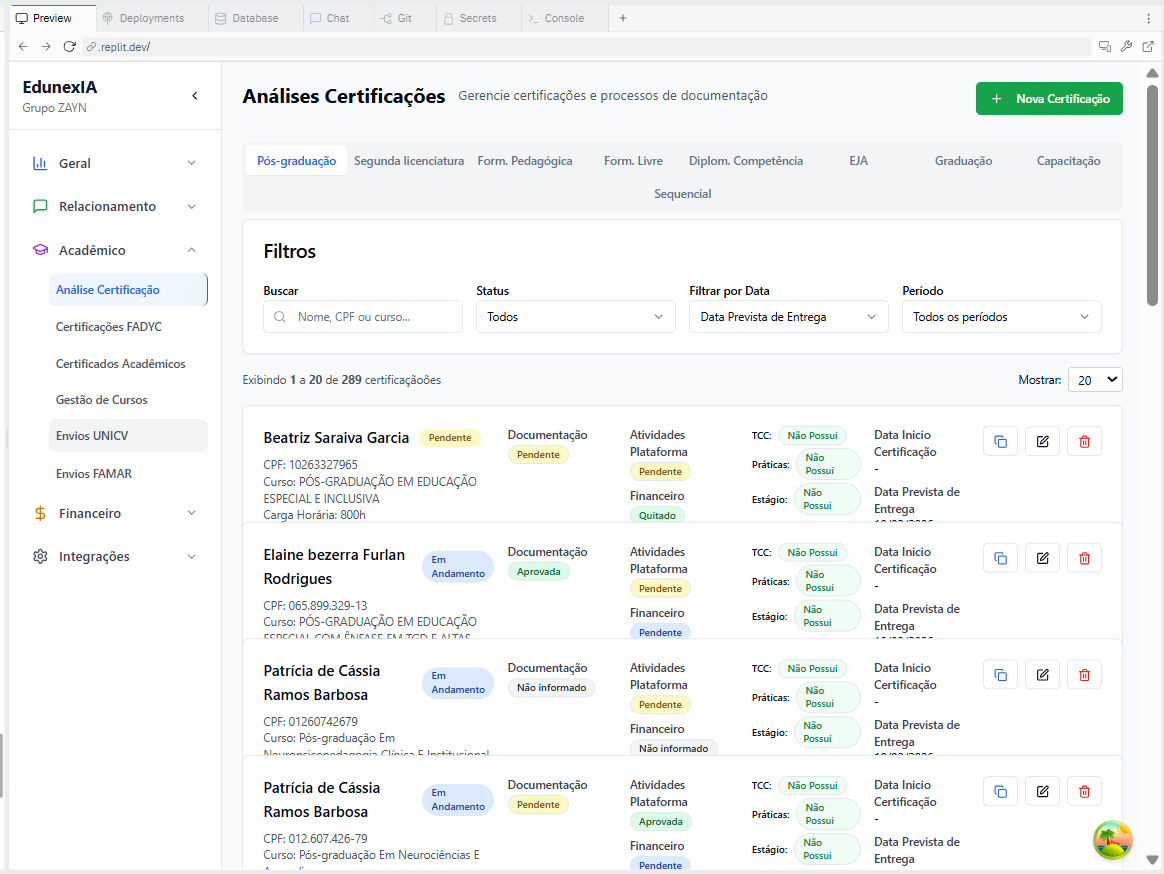 Preview Deployments Database Chat Git Secrets Console
.replit.dev/
EdunexIA
Grupo ZAYN
Geral
Relacionamento
Acadêmico
Análise Certificação
Certificações FADYC
Certificados Acadêmicos
Gestão de Cursos
Envios UNICV
Envios FAMAR
Financeiro
Integrações
Análises Certificações Gerencie certificações e processos de documentação
Nova Certificação
Pós-graduação Segunda licenciatura Form. Pedagógica Form. Livre Diplom. Competência EJA Graduação Capacitação
Sequencial
Filtros
Buscar Status Filtrar por Data Período
Nome, CPF ou curso... Todos Data Prevista de Entrega Todos os períodos
Exibindo 1 a 20 de 289 certificaçãoões
Mostrar: 20
Beatriz Saraiva Garcia Pendente
CPF: 10263327965
Curso: PÓS-GRADUAÇÃO EM EDUCAÇÃO
ESPECIAL E INCLUSIVA
Carga Horária: 800h
Documentação
Pendente
Atividades
Plataforma
Pendente
Financeiro
Quitado
TCC: Não Possui
Práticas: Não
Possui
Estágio: Não
Possui
Data Inicio
Certificação
-
Data Prevista de
Entrega
Elaine bezerra Furlan
Rodrigues
Em
Andamento
CPF: 065.899.329-13
Curso: PÓS-GRADUAÇÃO EM EDUCAÇÃO
ESPECIAL COM ÊNFASE EM TGD E ALTAS
Documentação
Aprovada
Atividades
Plataforma
Pendente
Financeiro
Pendente
TCC: Não Possui
Práticas: Não
Possui
Estágio: Não
Possui
Data Inicio
Certificação
-
Data Prevista de
Entrega
Patrícia de Cássia
Ramos Barbosa
Em
Andamento
CPF: 01260742679
Curso: Pós-graduação Em
Neuropsicopedagogia Clínica E Institucional
Documentação
Não informado
Atividades
Plataforma
Pendente
Financeiro
Não informado
TCC: Não Possui
Práticas: Não
Possui
Estágio: Não
Possui
Data Inicio
Certificação
-
Data Prevista de
Entrega
Patrícia de Cássia
Ramos Barbosa
Em
Andamento
CPF: 012.607.426-79
Curso: Pós-graduação Em Neurociências E
Documentação
Pendente
Atividades
Plataforma
Aprovada
Financeiro
Pendente
TCC: Não Possui
Práticas: Não
Possui
Estágio: Não
Possui
Data Inicio
Certificação
-
Data Prevista de
Entrega